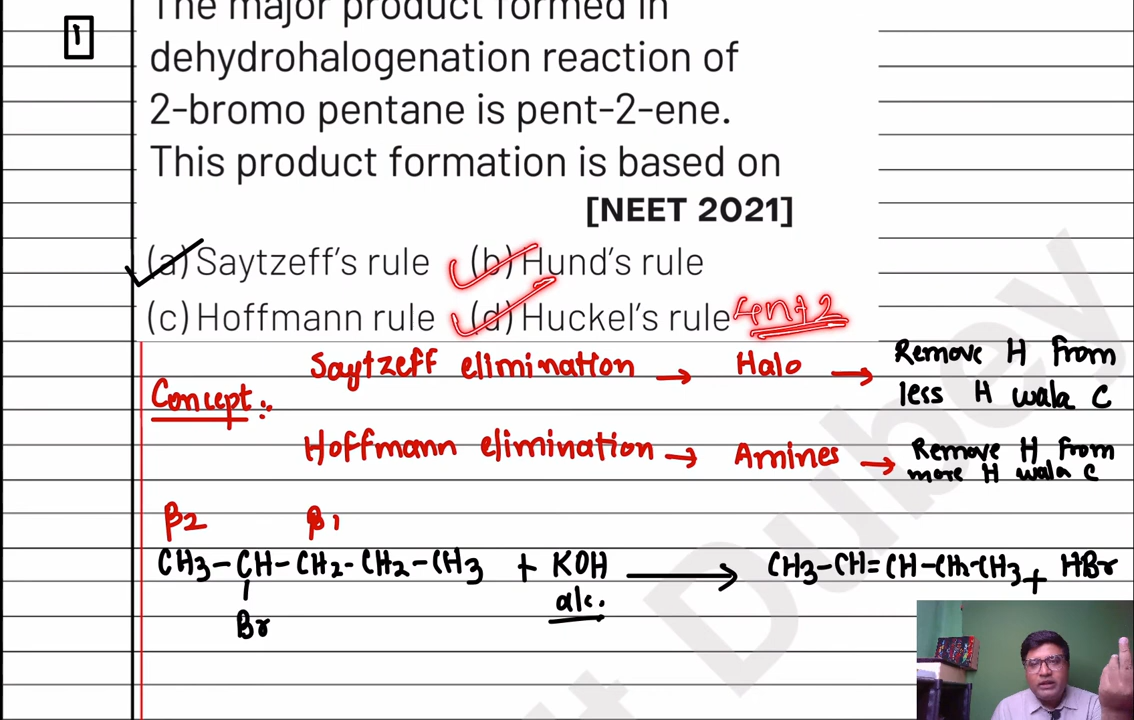 1
The major product formed in
dehydrohalogenation reaction of
2-bromo pentane is pent-2-ene.
This product formation is based on
[NEET 2021]
(a) Saytzeff's rule (b) Hund's rule
(c) Hoffmann rule (d) Huckel's rule 4n+2
Saytzeff elimination → Halo → Remove H From
less H wala C
Concept:
Hoffmann elimination → Amines → Remove H From
more H wala C
β2 β1
CH3-CH-CH2-CH2-CH3 + KOH → CH3-CH=CH-CH2-CH3 + HBr
Br alc.
Dubey